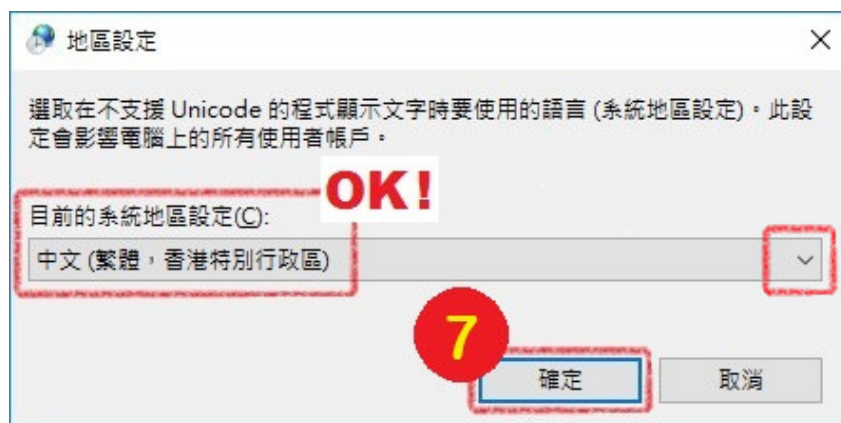 地區設定
選取在不支援 Unicode 的程式顯示文字時要使用的語言 (系統地區設定)。此設
定會影響電腦上的所有使用者帳戶。
OK!
目前的系統地區設定(C):
中文 (繁體，香港特別行政區)
7
確定
取消